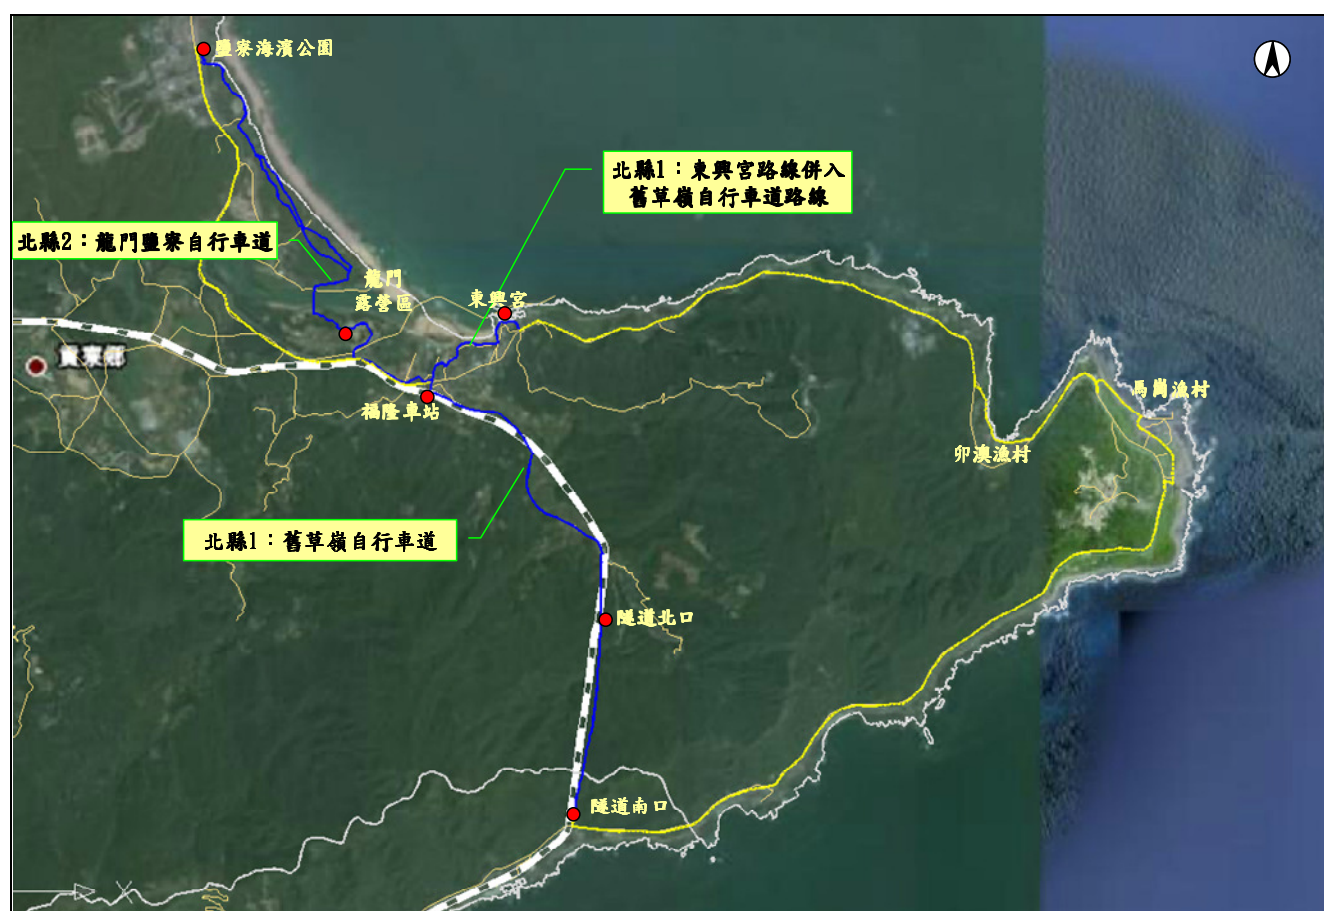 鹽寮海濱公園
北縣1：東興宮路線併入
舊草嶺自行車道路線
北縣2：龍門鹽寮自行車道
龍門
露營區
東興宮
貢寮鄉
馬崗漁村
福隆車站
卯澳漁村
北縣1：舊草嶺自行車道
隧道北口
隧道南口